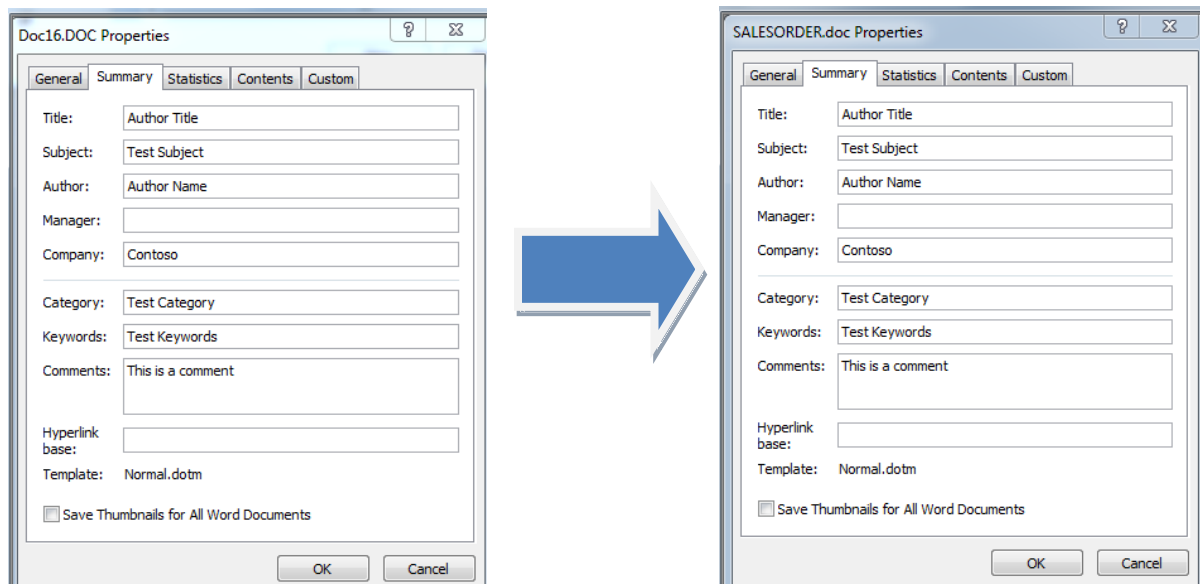 Doc16.DOC Properties
General Summary Statistics Contents Custom
Title: Author Title
Subject: Test Subject
Author: Author Name
Manager:
Company: Contoso
Category: Test Category
Keywords: Test Keywords
Comments: This is a comment
Hyperlink
base:
Template: Normal.dotm
Save Thumbnails for All Word Documents
OK Cancel
SALESORDER.doc Properties
General Summary Statistics Contents Custom
Title: Author Title
Subject: Test Subject
Author: Author Name
Manager:
Company: Contoso
Category: Test Category
Keywords: Test Keywords
Comments: This is a comment
Hyperlink
base:
Template: Normal.dotm
Save Thumbnails for All Word Documents
OK Cancel